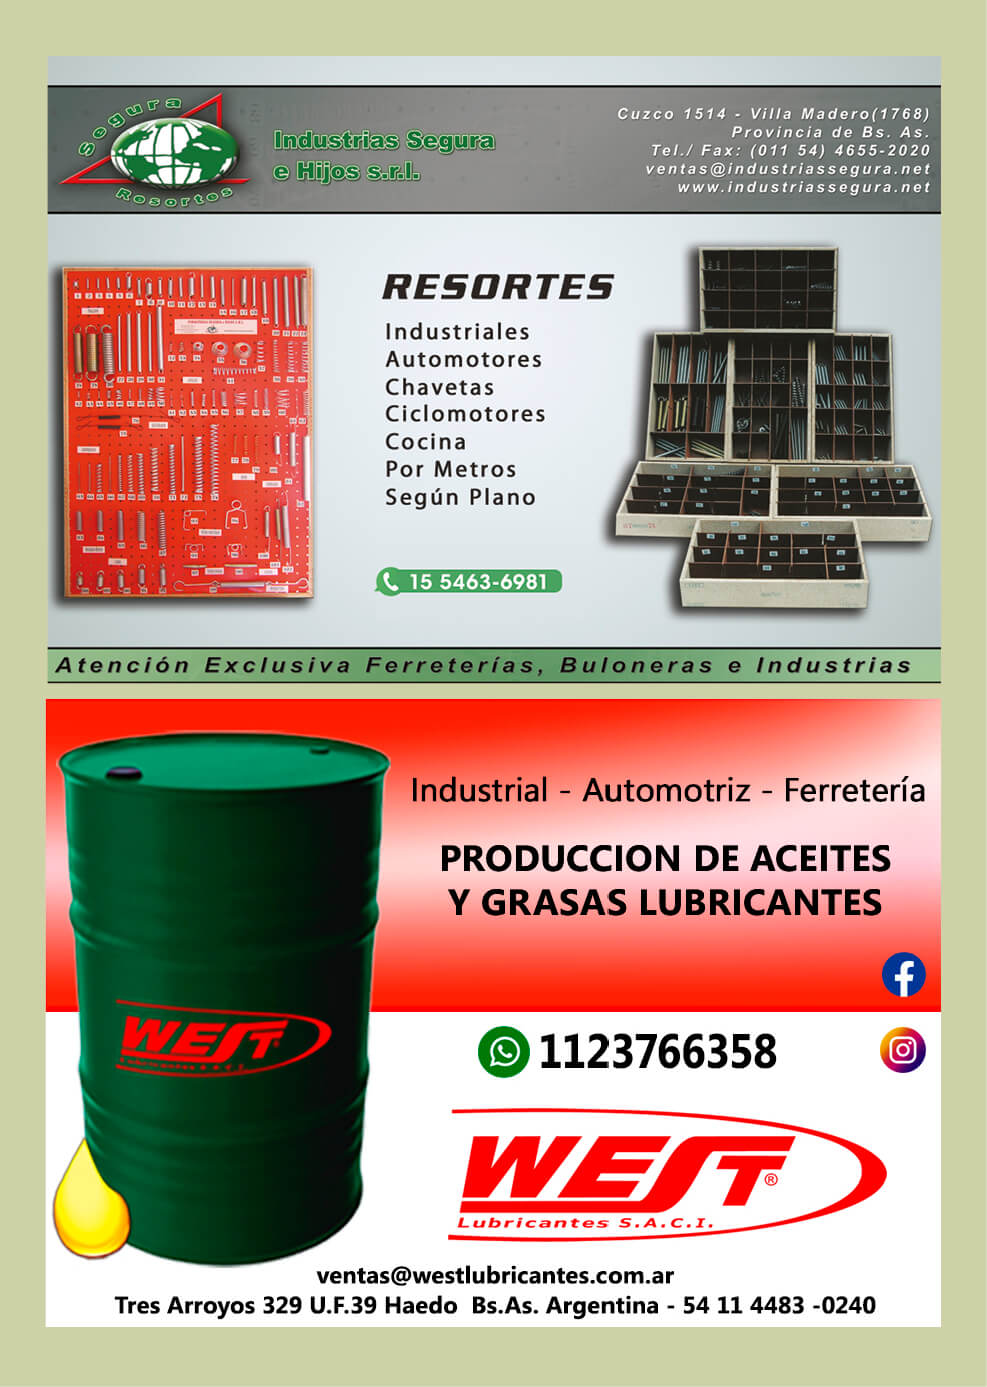 Segura
Resortes
Industrias Segura
e Hijos s.r.l.
Cuzco 1514 - Villa Madero(1768)
Provincia de Bs. As.
Tel./ Fax: (011 54) 4655-2020
ventas@industriassegura.net
www.industriassegura.net
RESORTES
Industriales
Automotores
Chavetas
Ciclomotores
Cocina
Por Metros
Según Plano
15 5463-6981
Atención Exclusiva Ferreterías, Buloneras e Industrias
Industrial - Automotriz - Ferretería
PRODUCCION DE ACEITES
Y GRASAS LUBRICANTES
WEST
Lubricantes S.A.C.I.
1123766358
WEST®
Lubricantes S.A.C.I.
ventas@westlubricantes.com.ar
Tres Arroyos 329 U.F.39 Haedo  Bs.As. Argentina - 54 11 4483 -0240